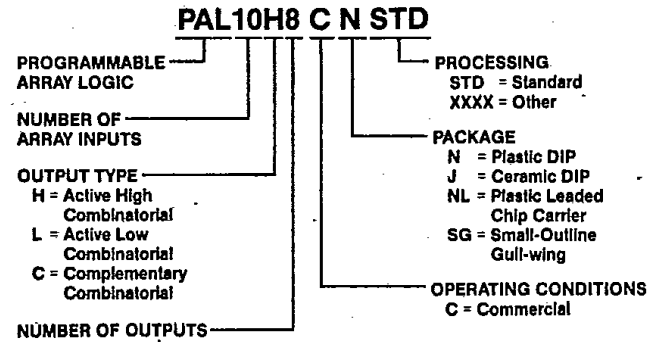 PAL10H8 C N STD
PROGRAMMABLE
ARRAY LOGIC
NUMBER OF
ARRAY INPUTS
OUTPUT TYPE
H = Active High
Combinatorial
L = Active Low
Combinatorial
C = Complementary
Combinatorial
NUMBER OF OUTPUTS
PROCESSING
STD = Standard
XXXX = Other
PACKAGE
N = Plastic DIP
J = Ceramic DIP
NL = Plastic Leaded
Chip Carrier
SG = Small-Outline
Gull-wing
OPERATING CONDITIONS
C = Commercial